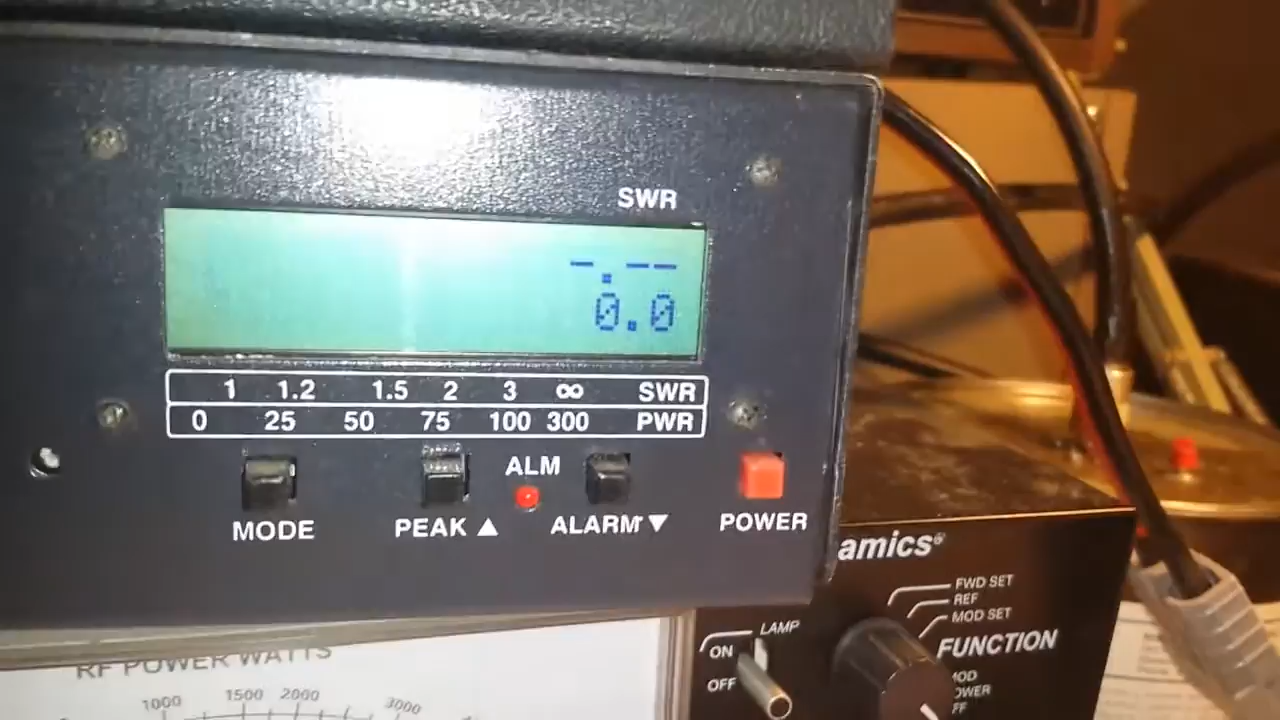 SWR
-.--
0.0
1 1.2 1.5 2 3 ∞ SWR
0 25 50 75 100 300 PWR
ALM
MODE PEAK ▲ ALARM ▼ POWER
amics®
FWD SET
REF
MOD SET
LAMP
ON
OFF
FUNCTION
RF POWER WATTS
1000 1500 2000 3000